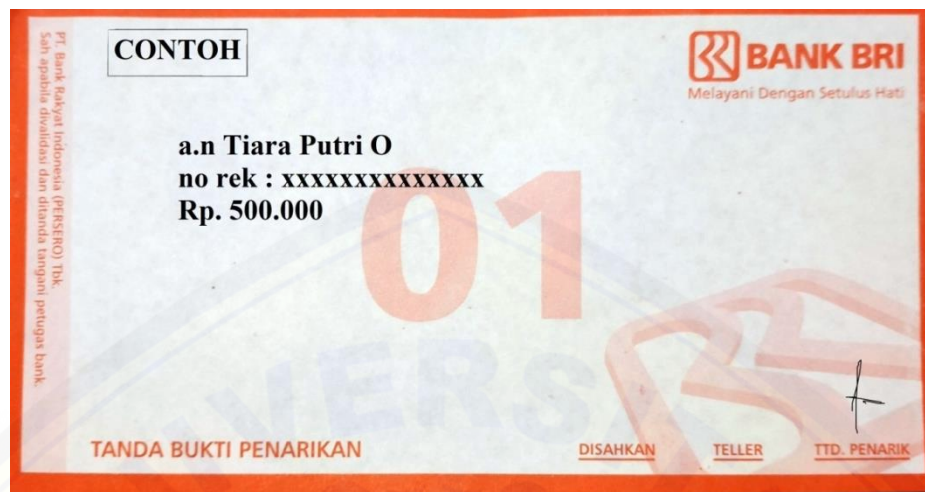 CONTOH
BANK BRI
Melayani Dengan Setulus Hati
PT. Bank Rakyat Indonesia (PERSERO) Tbk.
Sah apabila divalidasi dan ditanda tangani petugas bank.
a.n Tiara Putri O
no rek : xxxxxxxxxxxxxx
Rp. 500.000
01
TANDA BUKTI PENARIKAN
DISAHKAN TELLER TTD. PENARIK